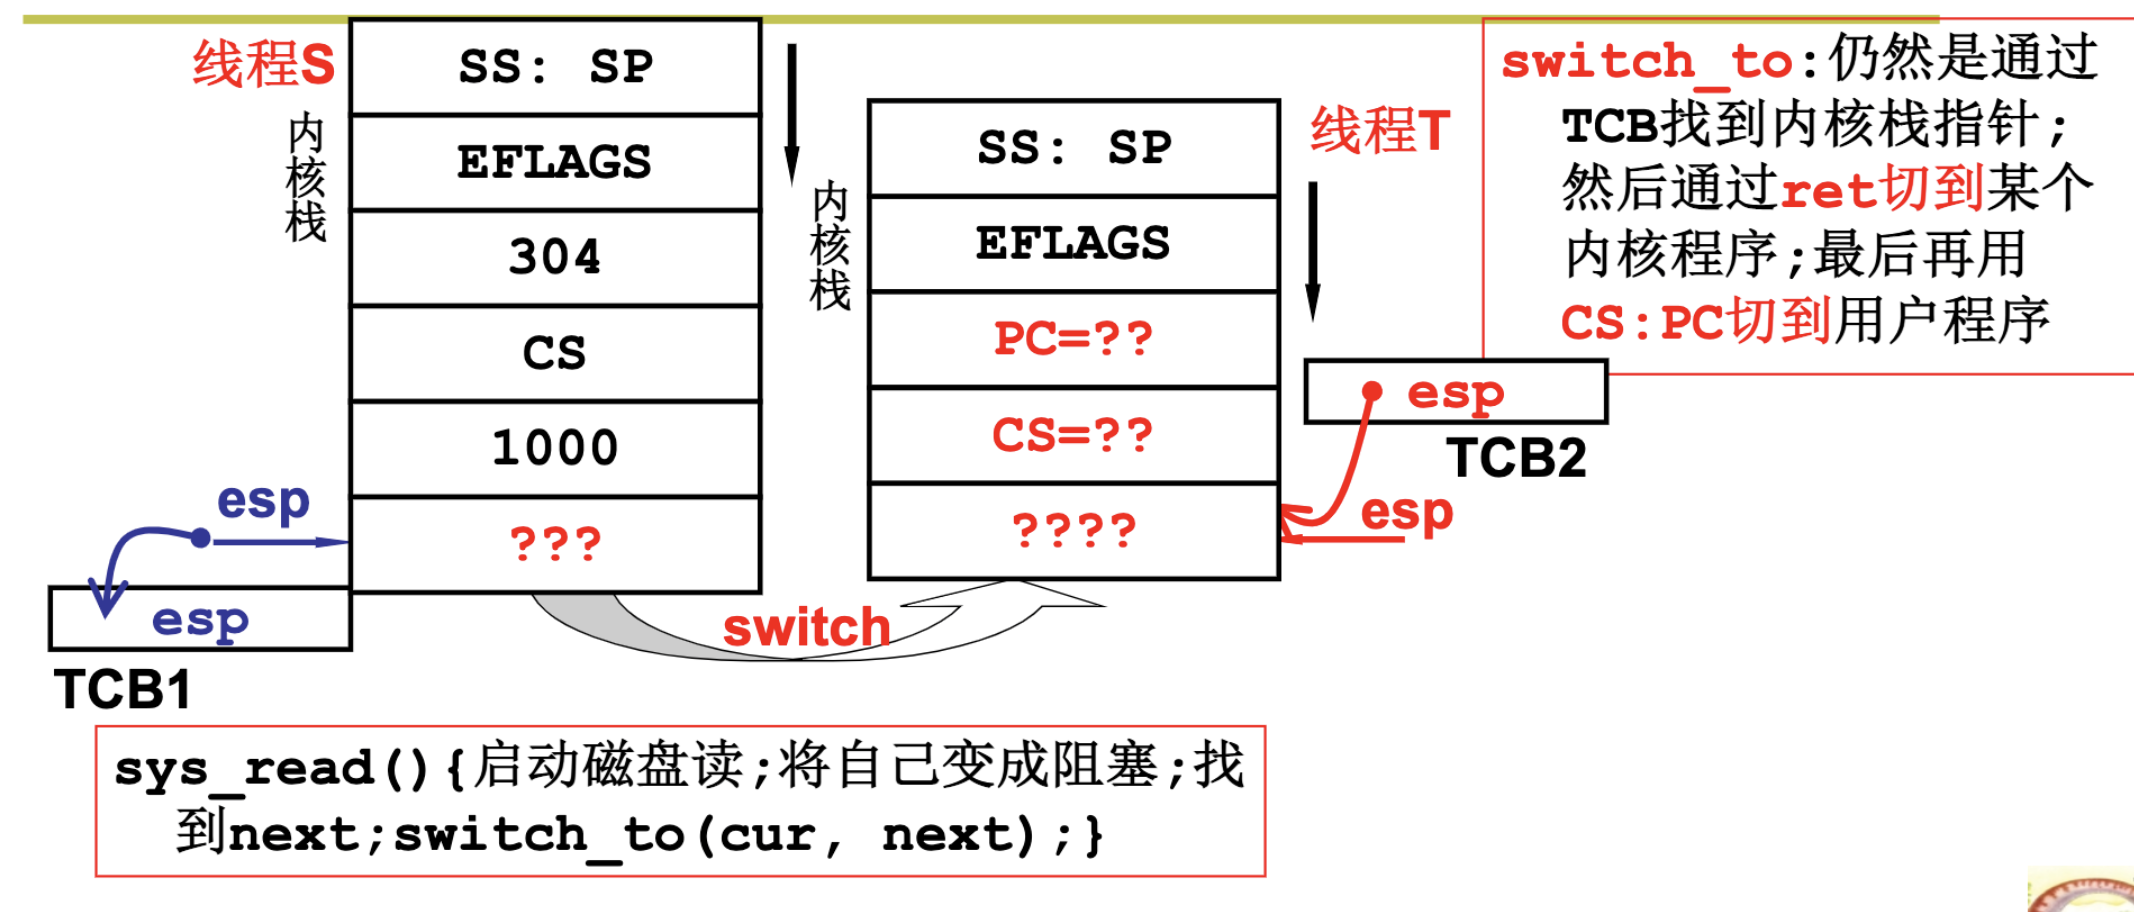 线程S
内核栈
SS: SP
EFLAGS
304
CS
1000
???
esp
esp
TCB1
switch
内核栈
SS: SP
EFLAGS
PC=??
CS=??
????
线程T
esp
TCB2
esp
switch_to:仍然是通过
TCB找到内核栈指针;
然后通过ret切到某个
内核程序;最后再用
CS:PC切到用户程序
sys_read(){启动磁盘读;将自己变成阻塞;找
到next;switch_to(cur, next);}